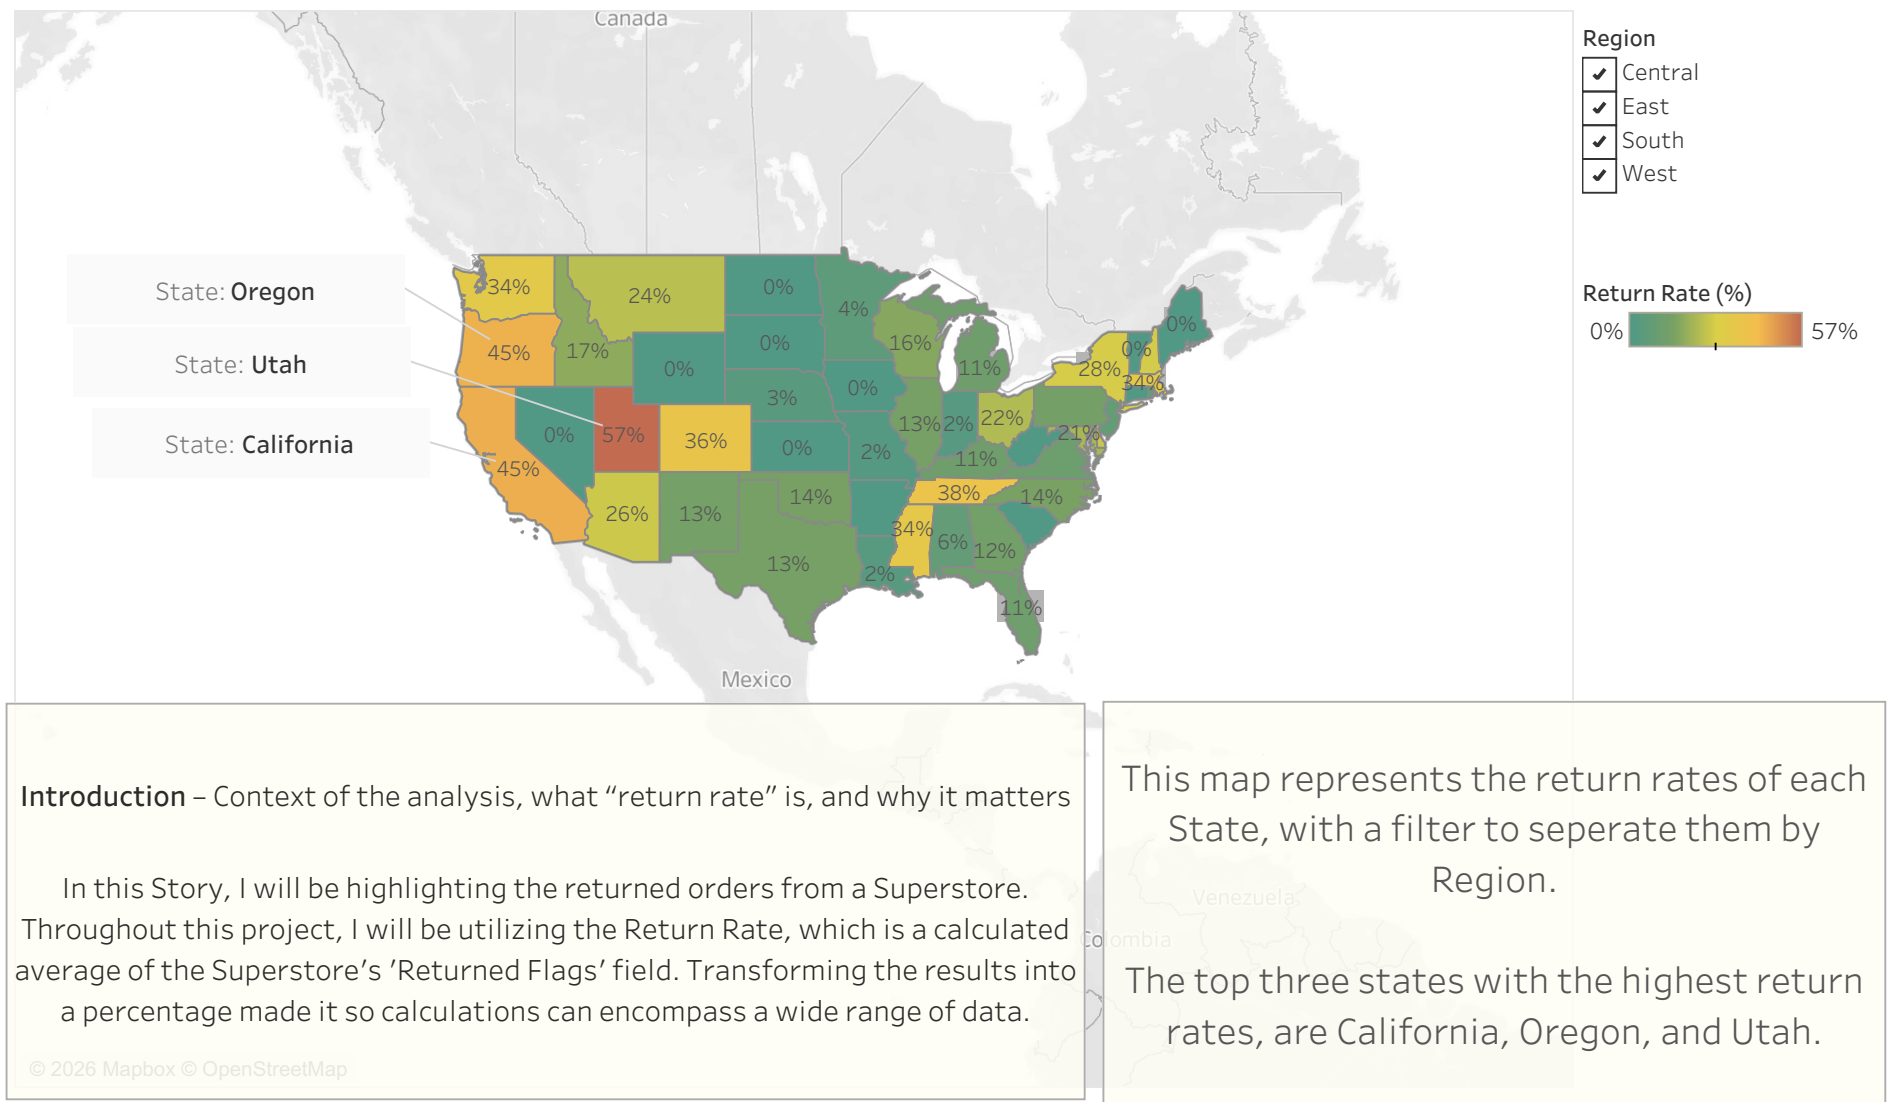 Canada
Region
Central
East
South
West
State: Oregon
State: Utah
State: California
Return Rate (%)
0% 57%
34%
24%
0%
4%
0%
45%
17%
0%
0%
16%
11%
28%
0%
34%
3%
0%
0%
57%
36%
0%
2%
13%
2%
22%
21%
11%
45%
26%
13%
14%
38%
14%
34%
6%
12%
13%
2%
11%
Mexico
Introduction – Context of the analysis, what “return rate” is, and why it matters
In this Story, I will be highlighting the returned orders from a Superstore.
Throughout this project, I will be utilizing the Return Rate, which is a calculated
average of the Superstore’s ’Returned Flags’ field. Transforming the results into
a percentage made it so calculations can encompass a wide range of data.
This map represents the return rates of each
State, with a filter to seperate them by
Region.
The top three states with the highest return
rates, are California, Oregon, and Utah.
Venezuela
Colombia
© 2026 Mapbox © OpenStreetMap